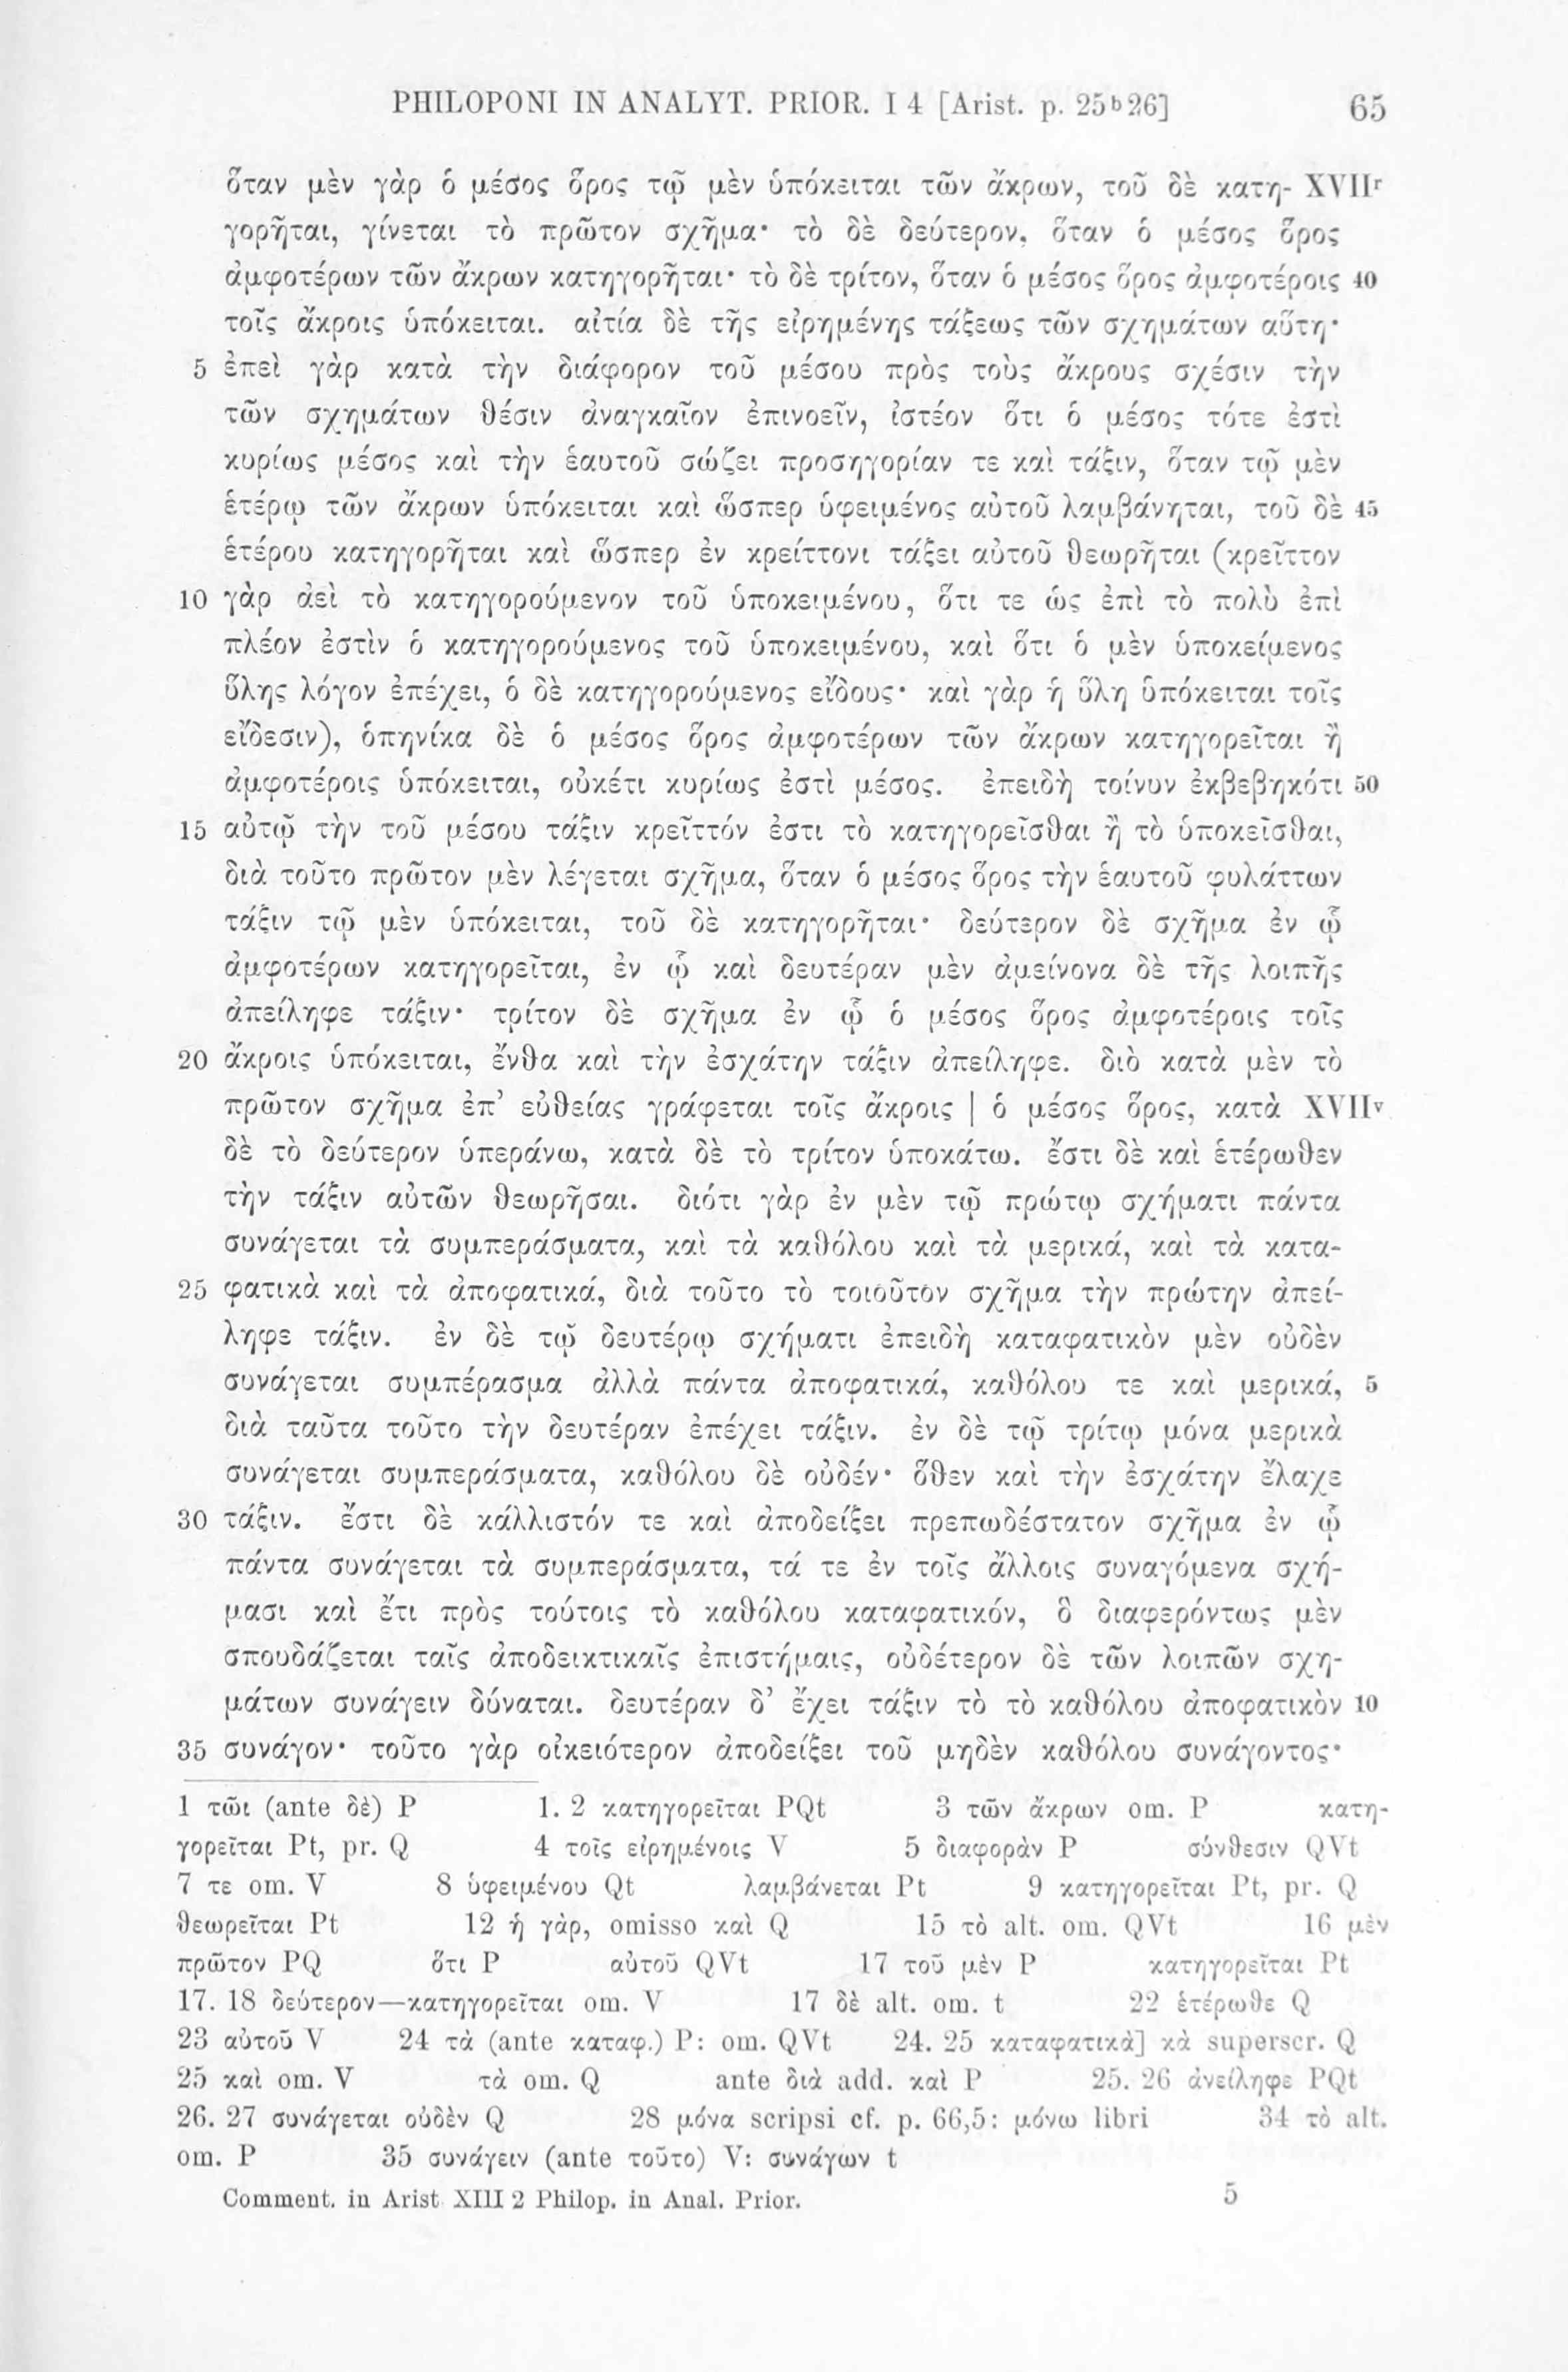 PHILOPONI IN ANALYT. PRIOR. I 4 [Arist. p. 25ᵇ26] 65
ὅταν μὲν γὰρ ὁ μέσος ὅρος τῷ μὲν ὑπόκειται τῶν ἄκρων, τοῦ δὲ κατη- XVIIʳ
γορῆται, γίνεται τὸ πρῶτον σχῆμα· τὸ δὲ δεύτερον, ὅταν ὁ μέσος ὅρος
ἀμφοτέρων τῶν ἄκρων κατηγορῆται· τὸ δὲ τρίτον, ὅταν ὁ μέσος ὅρος ἀμφοτέροις 40
τοῖς ἄκροις ὑπόκειται. αἰτία δὲ τῆς εἰρημένης τάξεως τῶν σχημάτων αὕτη·
5 ἐπεὶ γὰρ κατὰ τὴν διάφορον τοῦ μέσου πρὸς τοὺς ἄκρους σχέσιν τὴν
τῶν σχημάτων θέσιν ἀναγκαῖον ἐπινοεῖν, ἰστέον ὅτι ὁ μέσος τότε ἐστὶ
κυρίως μέσος καὶ τὴν ἑαυτοῦ σώζει προσηγορίαν τε καὶ τάξιν, ὅταν τῷ μὲν
ἑτέρῳ τῶν ἄκρων ὑπόκειται καὶ ὥσπερ ὑφειμένος αὐτοῦ λαμβάνηται, τοῦ δὲ 45
ἑτέρου κατηγορῆται καὶ ὥσπερ ἐν κρείττονι τάξει αὐτοῦ θεωρῆται (κρεῖττον
10 γὰρ ἀεὶ τὸ κατηγορούμενον τοῦ ὑποκειμένου, ὅτι τε ὡς ἐπὶ τὸ πολὺ ἐπὶ
πλέον ἐστὶν ὁ κατηγορούμενος τοῦ ὑποκειμένου, καὶ ὅτι ὁ μὲν ὑποκείμενος
ὕλης λόγον ἐπέχει, ὁ δὲ κατηγορούμενος εἴδους· καὶ γὰρ ἡ ὕλη ὑπόκειται τοῖς
εἴδεσιν), ὁπηνίκα δὲ ὁ μέσος ὅρος ἀμφοτέρων τῶν ἄκρων κατηγορεῖται ἢ
ἀμφοτέροις ὑπόκειται, οὐκέτι κυρίως ἐστὶ μέσος. ἐπειδὴ τοίνυν ἐκβεβηκότι 50
15 αὐτῷ τὴν τοῦ μέσου τάξιν κρεῖττόν ἐστι τὸ κατηγορεῖσθαι ἢ τὸ ὑποκεῖσθαι,
διὰ τοῦτο πρῶτον μὲν λέγεται σχῆμα, ὅταν ὁ μέσος ὅρος τὴν ἑαυτοῦ φυλάττων
τάξιν τῷ μὲν ὑπόκειται, τοῦ δὲ κατηγορῆται· δεύτερον δὲ σχῆμα ἐν ᾧ
ἀμφοτέρων κατηγορεῖται, ἐν ᾧ καὶ δευτέραν μὲν ἀμείνονα δὲ τῆς λοιπῆς
ἀπείληφε τάξιν· τρίτον δὲ σχῆμα ἐν ᾧ ὁ μέσος ὅρος ἀμφοτέροις τοῖς
20 ἄκροις ὑπόκειται, ἔνθα καὶ τὴν ἐσχάτην τάξιν ἀπείληφε. διὸ κατὰ μὲν τὸ
πρῶτον σχῆμα ἐπ’ εὐθείας γράφεται τοῖς ἄκροις | ὁ μέσος ὅρος, κατὰ XVIIᵛ
δὲ τὸ δεύτερον ὑπεράνω, κατὰ δὲ τὸ τρίτον ὑποκάτω. ἔστι δὲ καὶ ἑτέρωθεν
τὴν τάξιν αὐτῶν θεωρῆσαι. διότι γὰρ ἐν μὲν τῷ πρώτῳ σχήματι πάντα
συνάγεται τὰ συμπεράσματα, καὶ τὰ καθόλου καὶ τὰ μερικά, καὶ τὰ κατα-
25 φατικὰ καὶ τὰ ἀποφατικά, διὰ τοῦτο τὸ τοιοῦτον σχῆμα τὴν πρώτην ἀπεί-
ληφε τάξιν. ἐν δὲ τῷ δευτέρῳ σχήματι ἐπειδὴ καταφατικὸν μὲν οὐδὲν
συνάγεται συμπέρασμα ἀλλὰ πάντα ἀποφατικά, καθόλου τε καὶ μερικά, 5
διὰ ταῦτα τοῦτο τὴν δευτέραν ἐπέχει τάξιν. ἐν δὲ τῷ τρίτῳ μόνα μερικὰ
συνάγεται συμπεράσματα, καθόλου δὲ οὐδέν· ὅθεν καὶ τὴν ἐσχάτην ἔλαχε
30 τάξιν. ἔστι δὲ κάλλιστόν τε καὶ ἀποδείξει πρεπωδέστατον σχῆμα ἐν ᾧ
πάντα συνάγεται τὰ συμπεράσματα, τά τε ἐν τοῖς ἄλλοις συναγόμενα σχή-
μασι καὶ ἔτι πρὸς τούτοις τὸ καθόλου καταφατικόν, ὃ διαφερόντως μὲν
σπουδάζεται ταῖς ἀποδεικτικαῖς ἐπιστήμαις, οὐδέτερον δὲ τῶν λοιπῶν σχη-
μάτων συνάγειν δύναται. δευτέραν δ’ ἔχει τάξιν τὸ τὸ καθόλου ἀποφατικὸν 10
35 συνάγον· τοῦτο γὰρ οἰκειότερον ἀποδείξει τοῦ μηδὲν καθόλου συνάγοντος·
1 τῶι (ante δὲ) P 1. 2 κατηγορεῖται PQt 3 τῶν ἄκρων om. P κατη-
γορεῖται Pt, pr. Q 4 τοῖς εἰρημένοις V 5 διαφορὰν P σύνθεσιν QVt
7 τε om. V 8 ὑφειμένου Qt λαμβάνεται Pt 9 κατηγορεῖται Pt, pr. Q
θεωρεῖται Pt 12 ἡ γὰρ, omisso καὶ Q 15 τὸ alt. om. QVt 16 μὲν
πρῶτον PQ ὅτι P αὐτοῦ QVt 17 τοῦ μὲν P κατηγορεῖται Pt
17. 18 δεύτερον—κατηγορεῖται om. V 17 δὲ alt. om. t 22 ἑτέρωθε Q
23 αὐτοῦ V 24 τὰ (ante καταφ.) P: om. QVt 24. 25 καταφατικὰ] κὰ superscr. Q
25 καὶ om. V τὰ om. Q ante διὰ add. καὶ P 25. 26 ἀνείληφε PQt
26. 27 συνάγεται οὐδὲν Q 28 μόνα scripsi cf. p. 66,5: μόνω libri 34 τὸ alt.
om. P 35 συνάγειν (ante τοῦτο) V: συνάγων t
Comment. in Arist XIII 2 Philop. in Anal. Prior. 5